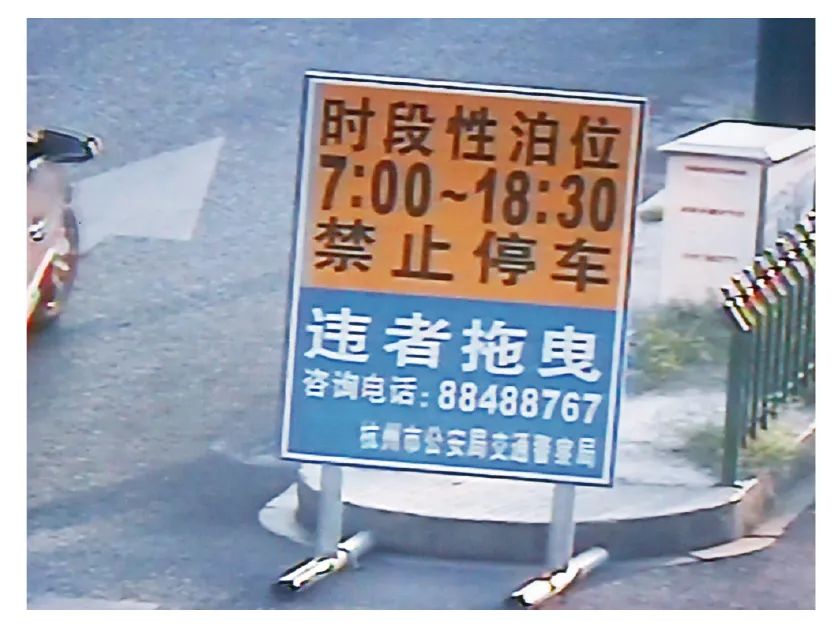 时段性泊位
7:00~18:30
禁止停车
违者拖曳
咨询电话:88488767
杭州市公安局交通警察局